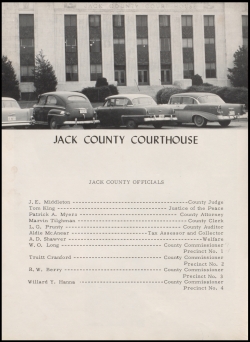 JACK COUNTY COURTHOUSE
JACK COUNTY OFFICIALS
J. E. Middleton ---- County Judge
Tom King ---- Justice of the Peace
Patrick A. Myers ---- County Attorney
Marvin Tilghman ---- County Clerk
L. G. Pruitt ---- County Auditor
Aldie McAnear ---- Tax Assessor and Collector
A. D. Shawver ---- Welfare
W. O. Long ---- County Commissioner
Precinct No. 1
Truitt Crawford ---- County Commissioner
Precinct No. 2
R. W. Berry ---- County Commissioner
Precinct No. 3
Willard T. Hanna ---- County Commissioner
Precinct No. 4